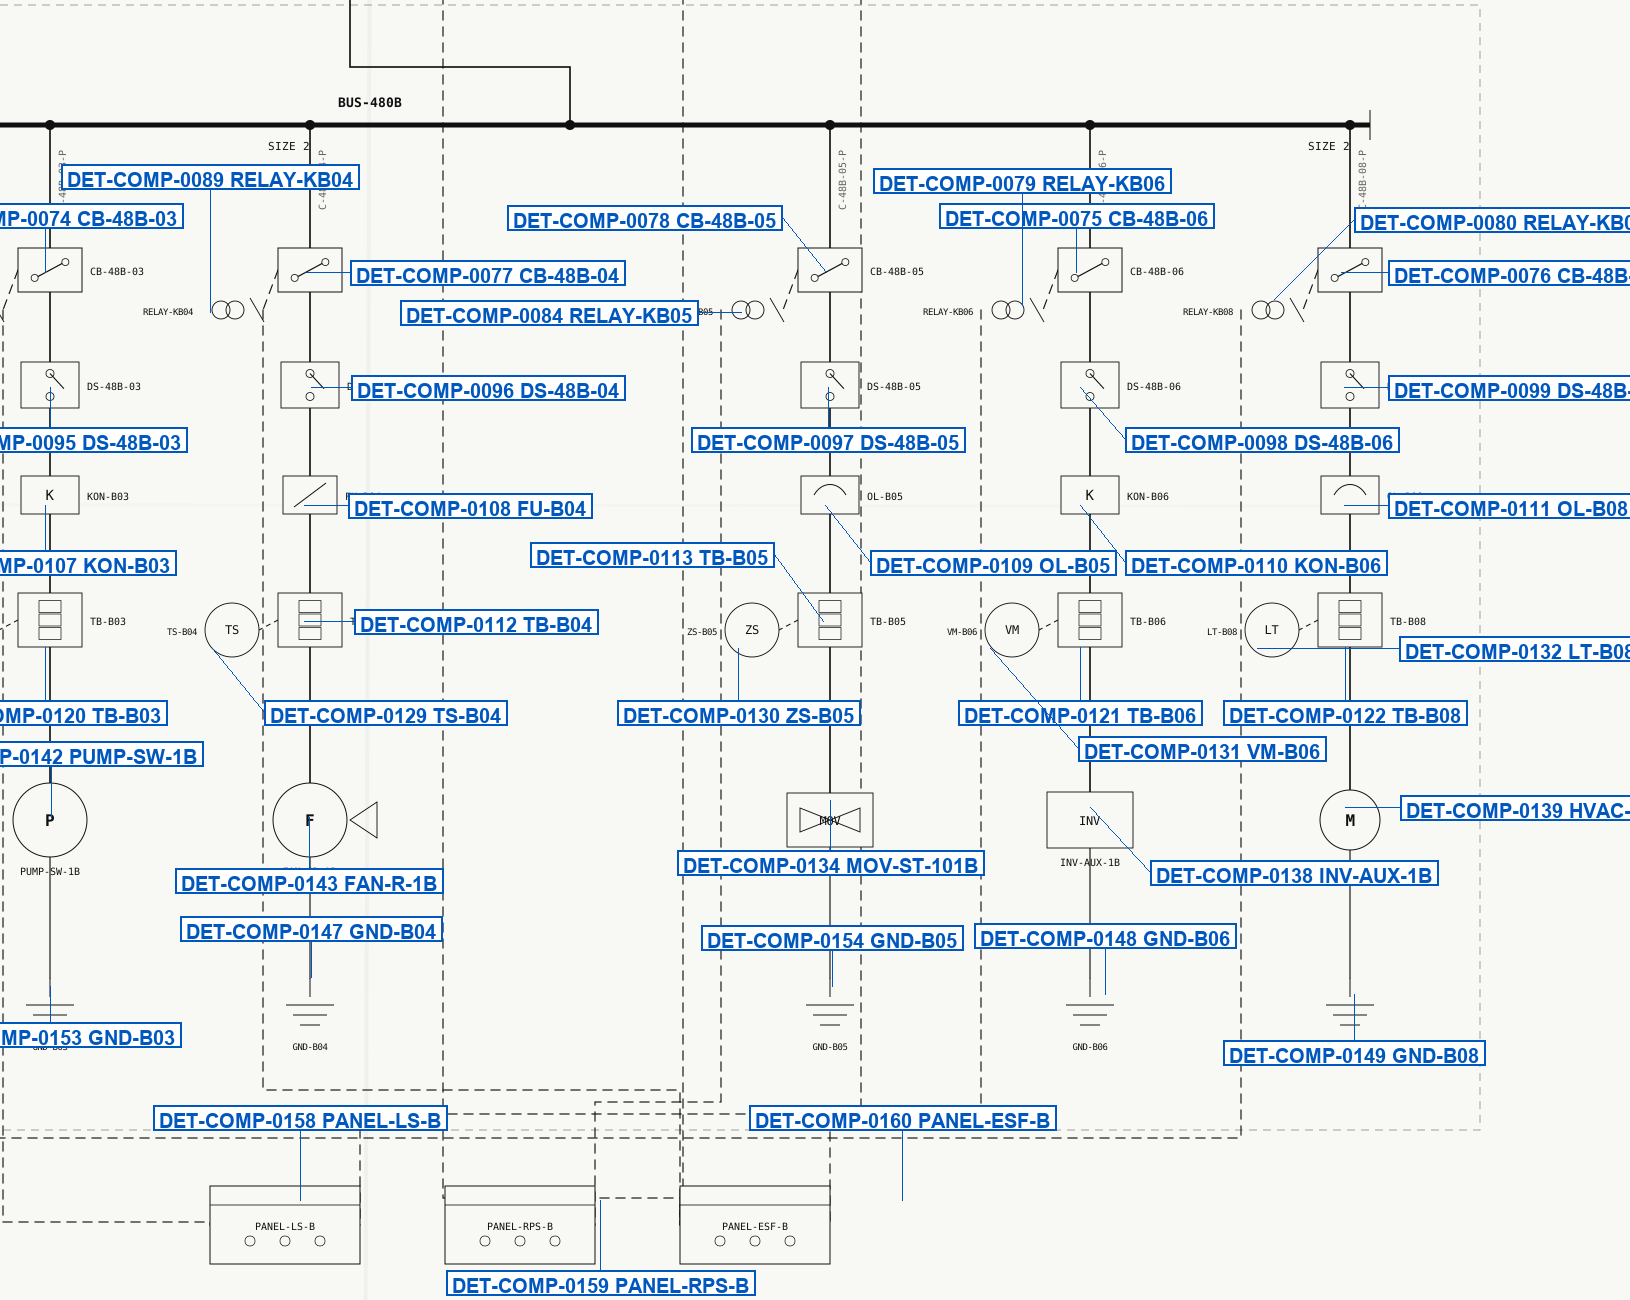 BUS-480B
SIZE 2
SIZE 2
C-48B-05-P
C-48B-08-P
DET-COMP-0089 RELAY-KB04
DET-COMP-0079 RELAY-KB06
MP-0074 CB-48B-03
DET-COMP-0078 CB-48B-05
DET-COMP-0075 CB-48B-06
DET-COMP-0080 RELAY-KB0
CB-48B-03
DET-COMP-0077 CB-48B-04
CB-48B-05
CB-48B-06
DET-COMP-0076 CB-48B-
RELAY-KB04
DET-COMP-0084 RELAY-KB05
RELAY-KB06
RELAY-KB08
DS-48B-03
DET-COMP-0096 DS-48B-04
DS-48B-05
DS-48B-06
DET-COMP-0099 DS-48B-
MP-0095 DS-48B-03
DET-COMP-0097 DS-48B-05
DET-COMP-0098 DS-48B-06
K
KON-B03
OL-B05
K
KON-B06
DET-COMP-0108 FU-B04
DET-COMP-0111 OL-B08
MP-0107 KON-B03
DET-COMP-0113 TB-B05
DET-COMP-0109 OL-B05
DET-COMP-0110 KON-B06
TB-B03
TS-B04
TS
DET-COMP-0112 TB-B04
ZS-B05
ZS
TB-B05
VM-B06
VM
TB-B06
LT-B08
LT
TB-B08
DET-COMP-0132 LT-B08
OMP-0120 TB-B03
DET-COMP-0129 TS-B04
DET-COMP-0130 ZS-B05
DET-COMP-0121 TB-B06
DET-COMP-0122 TB-B08
P-0142 PUMP-SW-1B
DET-COMP-0131 VM-B06
P
F
MOV
INV
M
DET-COMP-0139 HVAC-
PUMP-SW-1B
DET-COMP-0134 MOV-ST-101B
INV-AUX-1B
DET-COMP-0143 FAN-R-1B
DET-COMP-0138 INV-AUX-1B
DET-COMP-0147 GND-B04
DET-COMP-0154 GND-B05
DET-COMP-0148 GND-B06
MP-0153 GND-B03
GND-B04
GND-B05
GND-B06
DET-COMP-0149 GND-B08
DET-COMP-0158 PANEL-LS-B
DET-COMP-0160 PANEL-ESF-B
PANEL-LS-B
PANEL-RPS-B
PANEL-ESF-B
DET-COMP-0159 PANEL-RPS-B